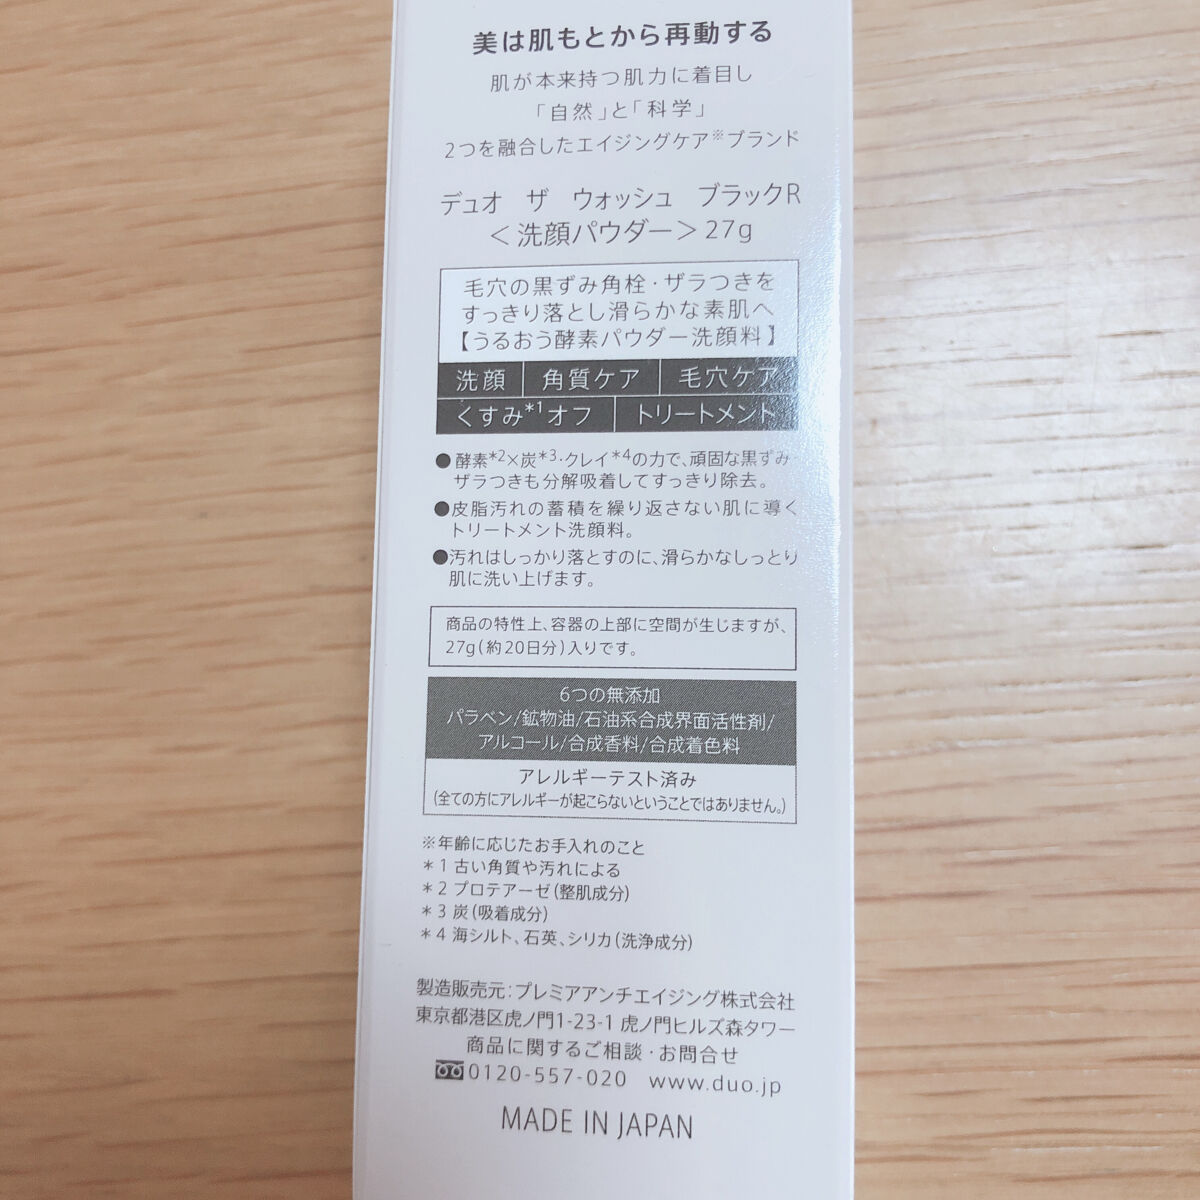 美は肌もとから再動する
肌が本来持つ肌力に着目し
「自然」と「科学」
2つを融合したエイジングケア※ブランド
デュオ ザ ウォッシュ ブラックR
＜洗顔パウダー＞27g
毛穴の黒ずみ角栓・ザラつきを
すっきり落とし滑らかな素肌へ
【うるおう酵素パウダー洗顔料】
洗顔 角質ケア 毛穴ケア
くすみ*1オフ トリートメント
●酵素*2×炭*3・クレイ*4の力で、頑固な黒ずみ・
ザラつきも分解吸着してすっきり除去。
●皮脂汚れの蓄積を繰り返さない肌に導く
トリートメント洗顔料。
●汚れはしっかり落とすのに、滑らかなしっとり
肌に洗い上げます。
商品の特性上、容器の上部に空間が生じますが、
27g(約20日分)入りです。
6つの無添加
パラベン/鉱物油/石油系合成界面活性剤/
アルコール/合成香料/合成着色料
アレルギーテスト済み
(全ての方にアレルギーが起こらないということではありません。)
※年齢に応じたお手入れのこと
＊1 古い角質や汚れによる
＊2 プロテアーゼ(整肌成分)
＊3 炭(吸着成分)
＊4 海シルト、石英、シリカ(洗浄成分)
製造販売元：プレミアアンチエイジング株式会社
東京都港区虎ノ門1-23-1 虎ノ門ヒルズ森タワー
商品に関するご相談・お問合せ
0120-557-020 www.duo.jp
MADE IN JAPAN